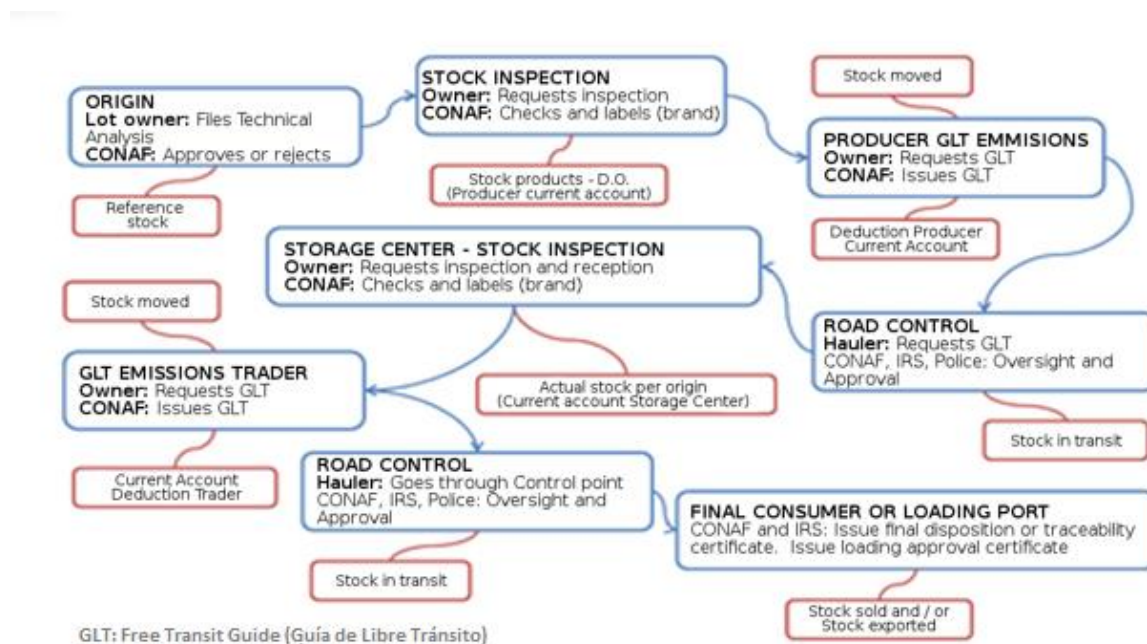 ORIGIN
Lot owner: Files Technical
Analysis
CONAF: Approves or rejects
Reference
stock
STOCK INSPECTION
Owner: Requests inspection
CONAF: Checks and labels (brand)
Stock products - D.O.
(Producer current account)
Stock moved
PRODUCER GLT EMMISIONS
Owner: Requests GLT
CONAF: Issues GLT
Deduction Producer
Current Account
ROAD CONTROL
Hauler: Requests GLT
CONAF, IRS, Police: Oversight and
Approval
Stock in transit
STORAGE CENTER - STOCK INSPECTION
Owner: Requests inspection and reception
CONAF: Checks and labels (brand)
Actual stock per origin
(Current account Storage Center)
Stock moved
GLT EMISSIONS TRADER
Owner: Requests GLT
CONAF: Issues GLT
Current Account
Deduction Trader
ROAD CONTROL
Hauler: Goes through Control point
CONAF, IRS, Police: Oversight and
Approval
Stock in transit
FINAL CONSUMER OR LOADING PORT
CONAF and IRS: Issue final disposition or traceability
certificate. Issue loading approval certificate
Stock sold and / or
Stock exported
GLT: Free Transit Guide (Guía de Libre Tránsito)